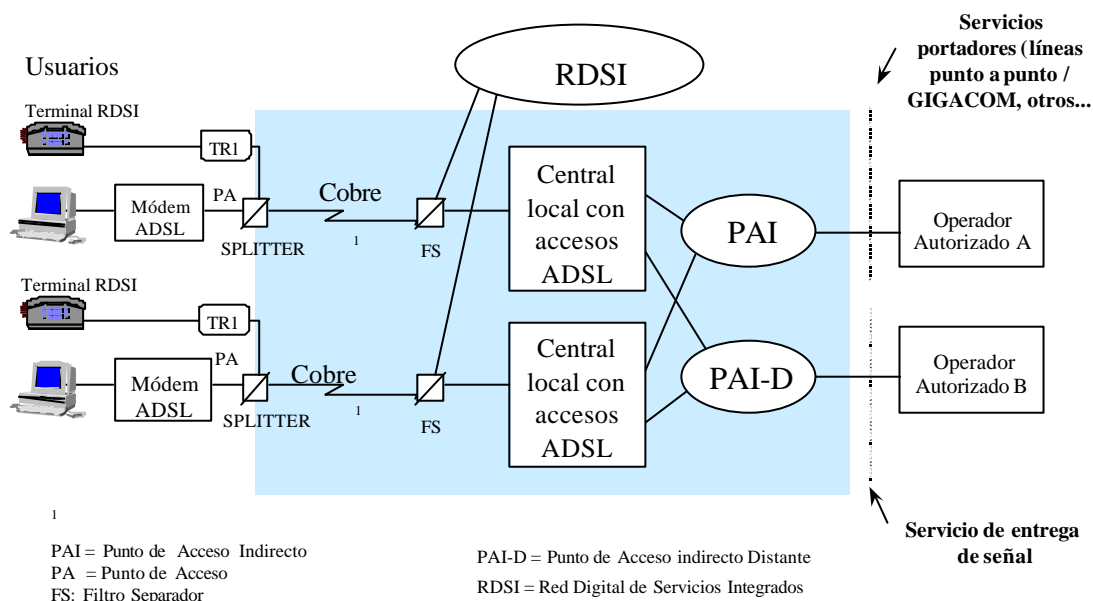 Servicios
portadores (líneas
punto a punto /
GIGACOM, otros...
Usuarios
RDSI
Terminal RDSI
TR1
PA
Módem
ADSL
SPLITTER
Cobre
1
FS
Central
local con
accesos
ADSL
PAI
Operador
Autorizado A
Terminal RDSI
TR1
PA
Módem
ADSL
SPLITTER
Cobre
1
FS
Central
local con
accesos
ADSL
PAI-D
Operador
Autorizado B
Servicio de entrega
de señal
1
PAI = Punto de Acceso Indirecto
PA = Punto de Acceso
FS: Filtro Separador
PAI-D = Punto de Acceso indirecto Distante
RDSI = Red Digital de Servicios Integrados